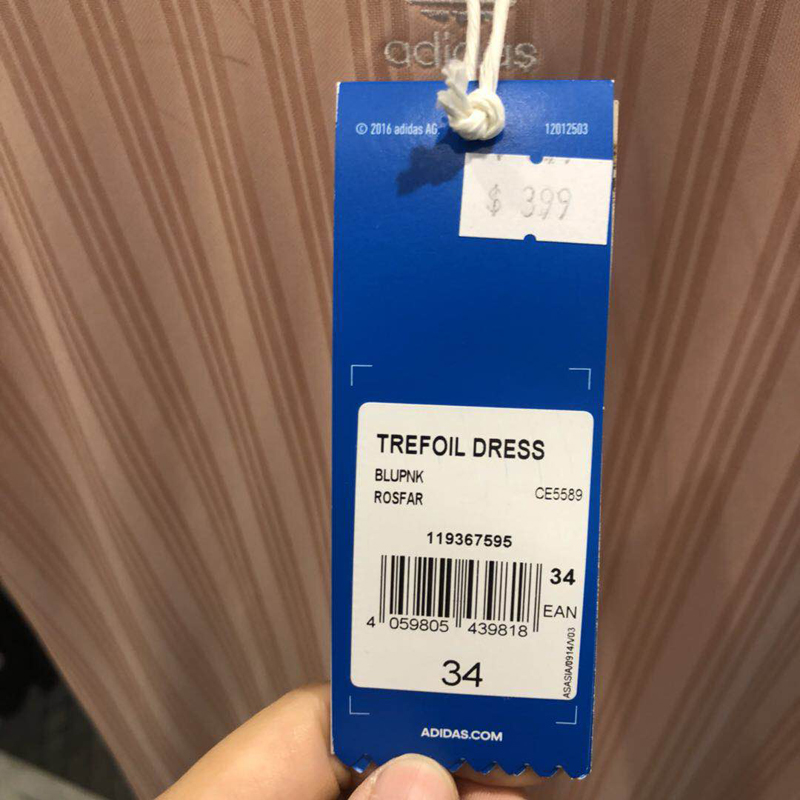 adidas
© 2016 adidas AG.
12012503
$ 399
TREFOIL DRESS
BLUPNK
ROSFAR
CE5589
119367595
34
EAN
4 059805 439818
ASASIA/0914/V03
34
ADIDAS.COM